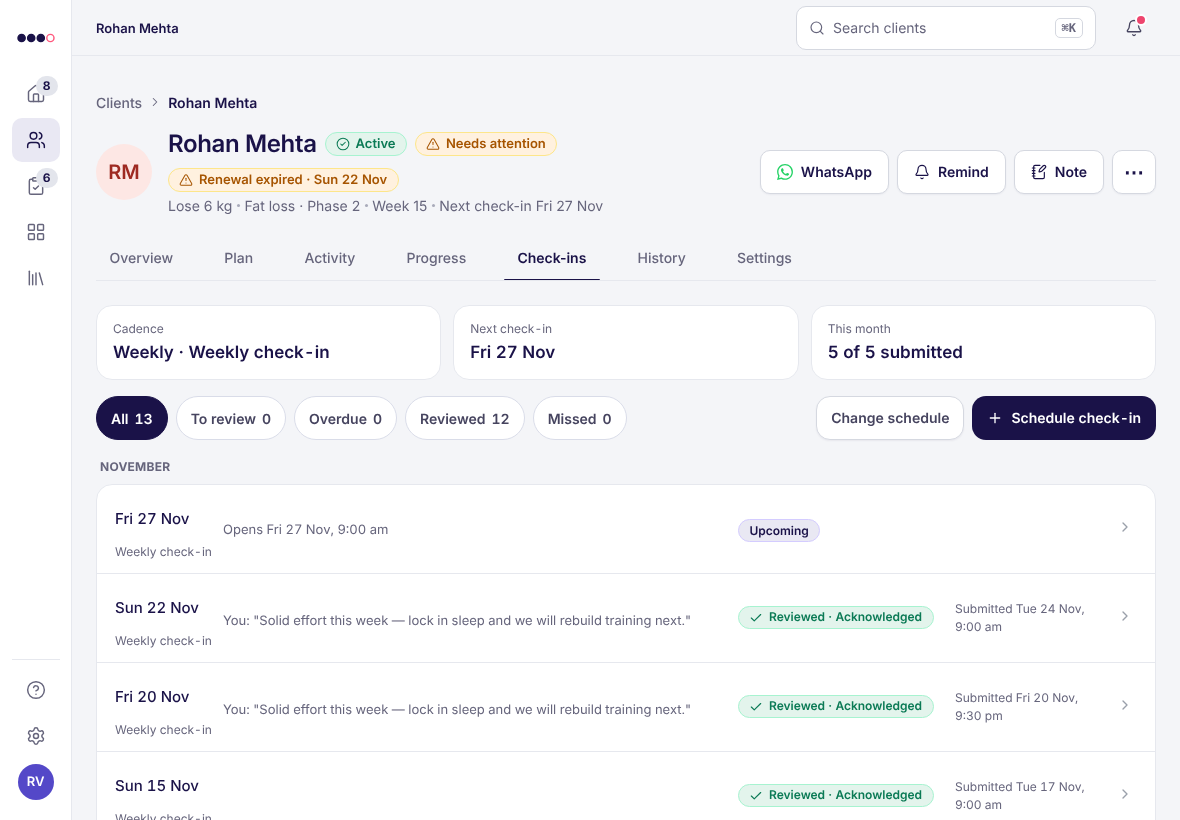 Rohan Mehta
Search clients
⌘K
8
6
Clients
Rohan Mehta
RM
Rohan Mehta
Active
Needs attention
Renewal expired · Sun 22 Nov
Lose 6 kg · Fat loss · Phase 2 · Week 15 · Next check-in Fri 27 Nov
WhatsApp
Remind
Note
Overview
Plan
Activity
Progress
Check-ins
History
Settings
Cadence
Weekly · Weekly check-in
Next check-in
Fri 27 Nov
This month
5 of 5 submitted
All 13
To review 0
Overdue 0
Reviewed 12
Missed 0
Change schedule
+ Schedule check-in
NOVEMBER
Fri 27 Nov
Weekly check-in
Opens Fri 27 Nov, 9:00 am
Upcoming
Sun 22 Nov
Weekly check-in
You: "Solid effort this week — lock in sleep and we will rebuild training next."
Reviewed · Acknowledged
Submitted Tue 24 Nov,
9:00 am
Fri 20 Nov
Weekly check-in
You: "Solid effort this week — lock in sleep and we will rebuild training next."
Reviewed · Acknowledged
Submitted Fri 20 Nov,
9:30 pm
Sun 15 Nov
Weekly check-in
Reviewed · Acknowledged
Submitted Tue 17 Nov,
9:00 am
RV